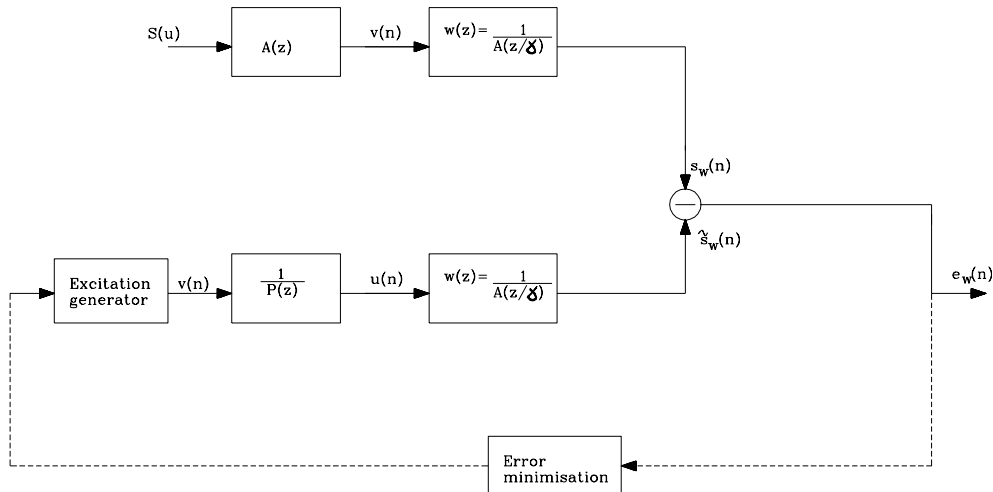 S(u)
A(z)
v(n)
w(z)= 1
A(z/ɣ)
s_w(n)
s̃_w(n)
Excitation
generator
v(n)
1
P(z)
u(n)
w(z)= 1
A(z/ɣ)
e_w(n)
Error
minimisation